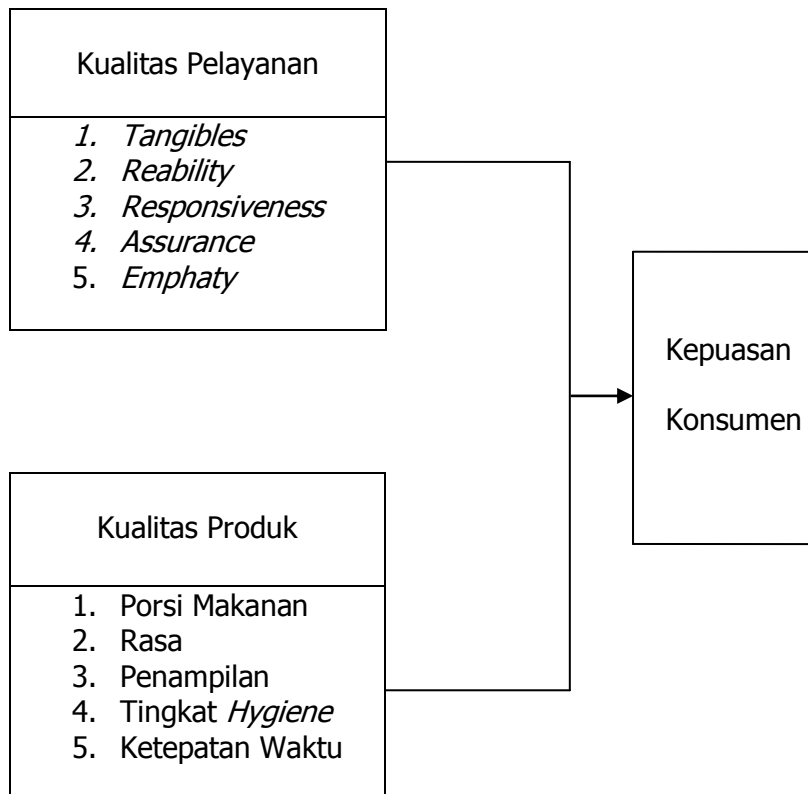 Kualitas Pelayanan
1. Tangibles
2. Reability
3. Responsiveness
4. Assurance
5. Emphaty
Kepuasan
Konsumen
Kualitas Produk
1. Porsi Makanan
2. Rasa
3. Penampilan
4. Tingkat Hygiene
5. Ketepatan Waktu